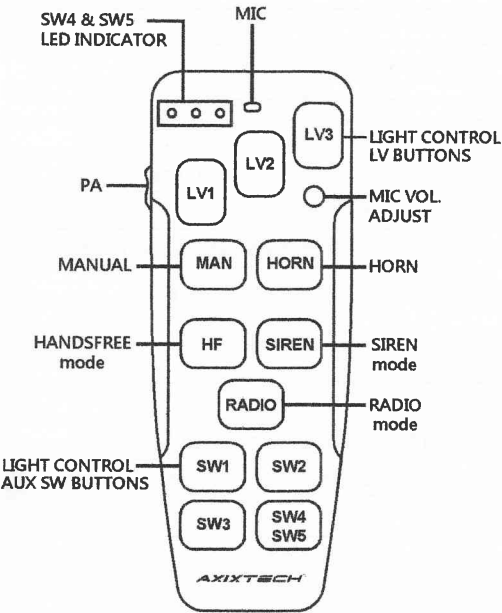 SW4 & SW5
LED INDICATOR
MIC
LV3
LIGHT CONTROL
LV BUTTONS
LV2
LV1
PA
MIC VOL.
ADJUST
MANUAL
MAN
HORN
HORN
HANDSFREE
mode
HF
SIREN
SIREN
mode
RADIO
RADIO
mode
LIGHT CONTROL
AUX SW BUTTONS
SW1
SW2
SW3
SW4
SW5
AXIXTECH